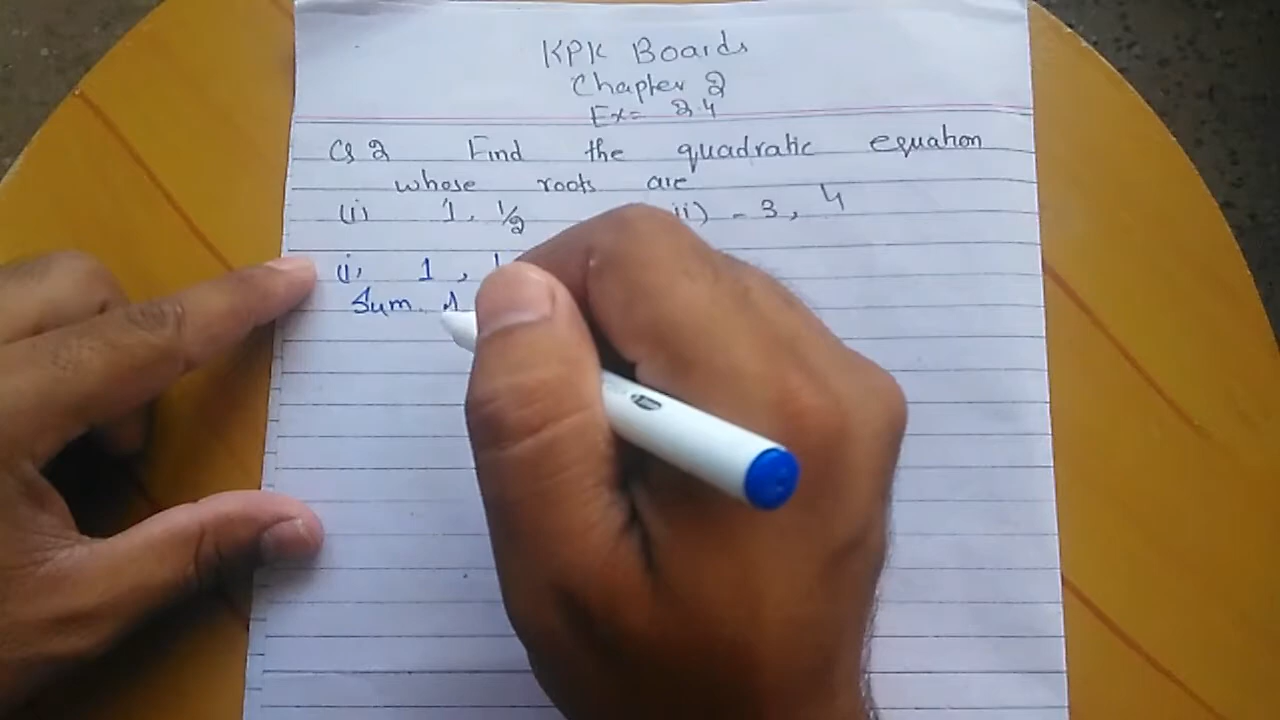 KPK Boards
Chapter 2
Ex= 2.4
Q 2 Find the quadratic equation
whose roots are
(i) 1, 1/2 ii) -3, 4
(i, 1,
Sum.